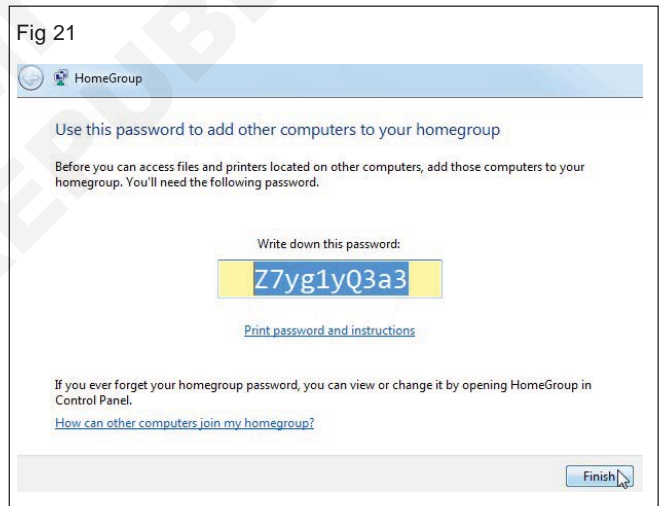 Fig 21
HomeGroup
Use this password to add other computers to your homegroup
Before you can access files and printers located on other computers, add those computers to your
homegroup. You'll need the following password.
Write down this password:
Z7yg1yQ3a3
Print password and instructions
If you ever forget your homegroup password, you can view or change it by opening HomeGroup in
Control Panel.
How can other computers join my homegroup?
Finish